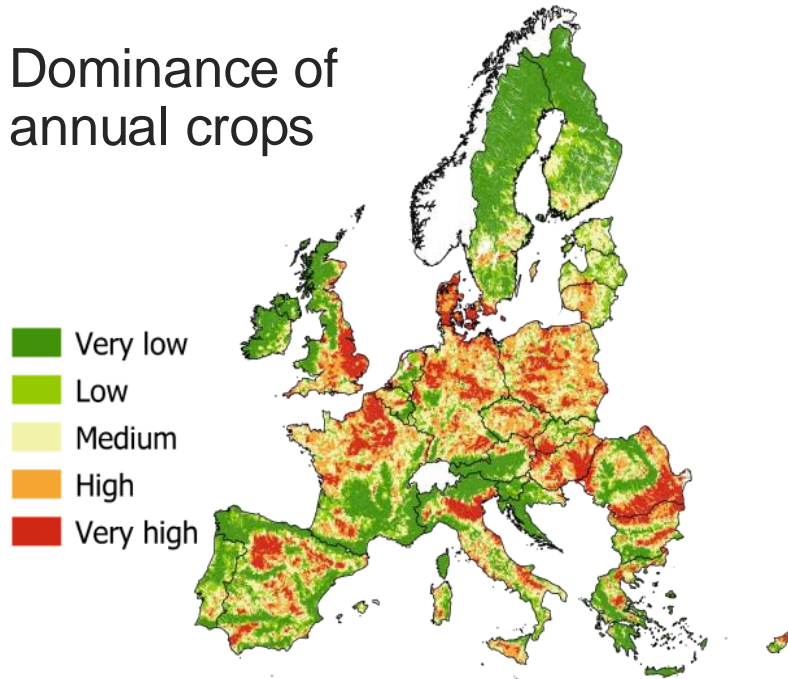 Dominance of
annual crops
Very low
Low
Medium
High
Very high